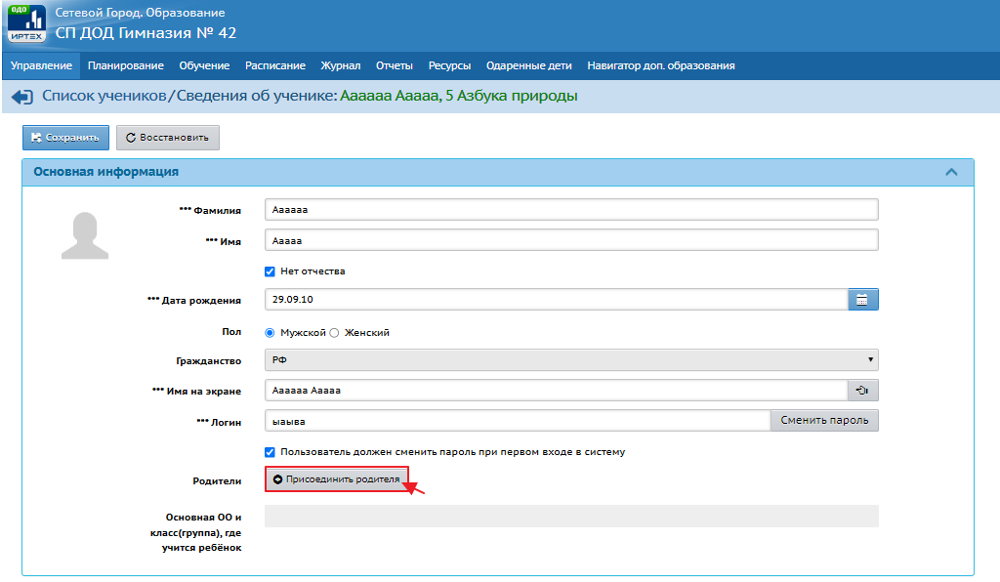 ОДО
ИРТЕХ
Сетевой Город. Образование
СП ДОД Гимназия № 42
Управление Планирование Обучение Расписание Журнал Отчеты Ресурсы Одаренные дети Навигатор доп. образования
Список учеников/Сведения об ученике: Аааааа Ааааа, 5 Азбука природы
Сохранить Восстановить
Основная информация
*** Фамилия Аааааа
*** Имя Ааааа
Нет отчества
*** Дата рождения 29.09.10
Пол Мужской Женский
Гражданство РФ
*** Имя на экране Аааааа Ааааа
*** Логин ыаыва Сменить пароль
Пользователь должен сменить пароль при первом входе в систему
Родители Присоединить родителя
Основная ОО и
класс(группа), где
учится ребёнок